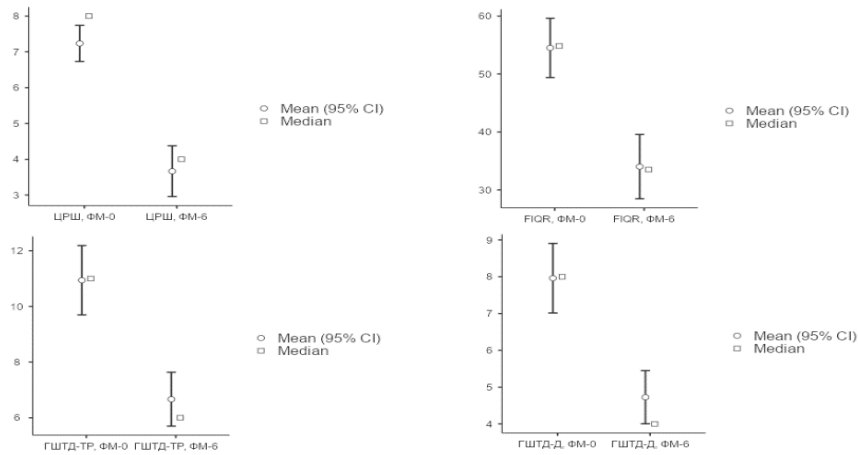 8
7
6
5
4
3
ЦРШ, ФМ-0 ЦРШ, ФМ-6
Mean (95% CI)
Median
60
50
40
30
FIQR, ФМ-0 FIQR, ФМ-6
Mean (95% CI)
Median
12
10
8
6
ГШТД-ТР, ФМ-0 ГШТД-ТР, ФМ-6
Mean (95% CI)
Median
9
8
7
6
5
4
ГШТД-Д, ФМ-0 ГШТД-Д, ФМ-6
Mean (95% CI)
Median